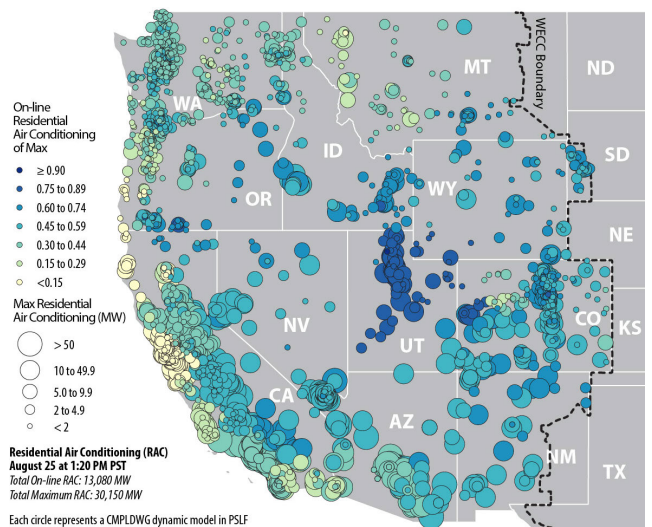 On-line
Residential
Air Conditioning
of Max
≥ 0.90
0.75 to 0.89
0.60 to 0.74
0.45 to 0.59
0.30 to 0.44
0.15 to 0.29
<0.15
Max Residential
Air Conditioning (MW)
> 50
10 to 49.9
5.0 to 9.9
2 to 4.9
< 2
Residential Air Conditioning (RAC)
August 25 at 1:20 PM PST
Total On-line RAC: 13,080 MW
Total Maximum RAC: 30,150 MW
Each circle represents a CMPLDWG dynamic model in PSLF
WA
MT
WECC Boundary
ND
ID
SD
OR
WY
NE
NV
UT
CO
KS
CA
AZ
NM
TX